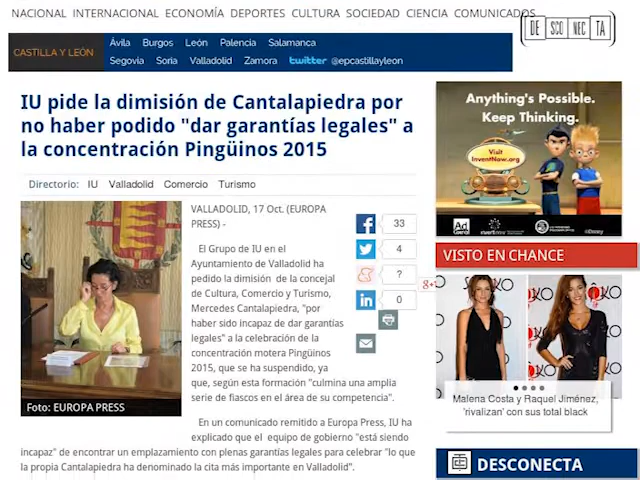 NACIONAL INTERNACIONAL ECONOMÍA DEPORTES CULTURA SOCIEDAD CIENCIA COMUNICADOS
DE SCO NEC TA
CASTILLA Y LEÓN
Ávila Burgos León Palencia Salamanca
Segovia Soria Valladolid Zamora twitter @epcastillayleon
IU pide la dimisión de Cantalapiedra por
no haber podido "dar garantías legales" a
la concentración Pingüinos 2015
Directorio: IU Valladolid Comercio Turismo
VALLADOLID, 17 Oct. (EUROPA
PRESS) -
El Grupo de IU en el
Ayuntamiento de Valladolid ha
pedido la dimisión de la concejal
de Cultura, Comercio y Turismo,
Mercedes Cantalapiedra, "por
haber sido incapaz de dar garantías
legales" a la celebración de la
concentración motera Pingüinos
2015, que se ha suspendido, ya
que, según esta formación "culmina una amplia
serie de fiascos en el área de su competencia".
En un comunicado remitido a Europa Press, IU ha
explicado que el equipo de gobierno "está siendo
incapaz" de encontrar un emplazamiento con plenas garantías legales para celebrar "lo que
la propia Cantalapiedra ha denominado la cita más importante en Valladolid".
Foto: EUROPA PRESS
33
4
?
0
g+
Anything's Possible.
Keep Thinking.
Visit
InventNow.org
Ad
©Disney
VISTO EN CHANCE
Malena Costa y Raquel Jiménez,
'rivalizan' con sus total black
DESCONECTA